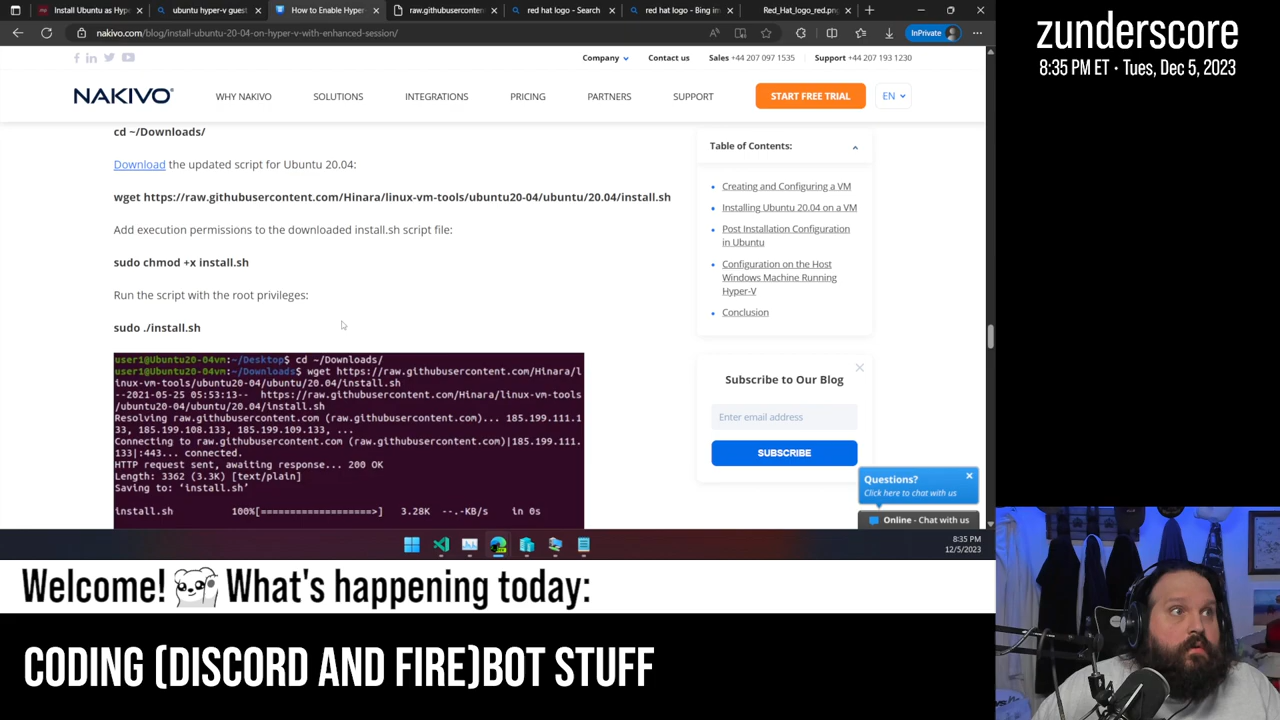 Install Ubuntu as Hyper
ubuntu hyper-v guest
How to Enable Hyper-
raw.githubusercontent
red hat logo - Search
red hat logo - Bing im
Red_Hat_logo_red.pn
nakivo.com/blog/install-ubuntu-20-04-on-hyper-v-with-enhanced-session/
InPrivate
Company
Contact us
Sales +44 207 097 1535
Support +44 207 193 1230
NAKIVO
WHY NAKIVO
SOLUTIONS
INTEGRATIONS
PRICING
PARTNERS
SUPPORT
START FREE TRIAL
EN
cd ~/Downloads/
Download the updated script for Ubuntu 20.04:
wget https://raw.githubusercontent.com/Hinara/linux-vm-tools/ubuntu20-04/ubuntu/20.04/install.sh
Add execution permissions to the downloaded install.sh script file:
sudo chmod +x install.sh
Run the script with the root privileges:
sudo ./install.sh
user1@Ubuntu20-04vm:~/Desktop$ cd ~/Downloads/
user1@Ubuntu20-04vm:~/Downloads$ wget https://raw.githubusercontent.com/Hinara/l
inux-vm-tools/ubuntu20-04/ubuntu/20.04/install.sh
--2021-05-25 05:53:13-- https://raw.githubusercontent.com/Hinara/linux-vm-tools
/ubuntu20-04/ubuntu/20.04/install.sh
Resolving raw.githubusercontent.com (raw.githubusercontent.com)... 185.199.111.
133, 185.199.108.133, 185.199.109.133, ...
Connecting to raw.githubusercontent.com (raw.githubusercontent.com)|185.199.111.
133|:443... connected.
HTTP request sent, awaiting response... 200 OK
Length: 3362 (3.3K) [text/plain]
Saving to: ‘install.sh’
install.sh 100%[===================>] 3.28K --.-KB/s in 0s
Table of Contents:
Creating and Configuring a VM
Installing Ubuntu 20.04 on a VM
Post Installation Configuration
in Ubuntu
Configuration on the Host
Windows Machine Running
Hyper-V
Conclusion
Subscribe to Our Blog
Enter email address
SUBSCRIBE
Questions?
Click here to chat with us
Online - Chat with us
8:35 PM
12/5/2023
zunderscore
8:35 PM ET • Tues, Dec 5, 2023
Welcome! What's happening today:
CODING (DISCORD AND FIRE)BOT STUFF